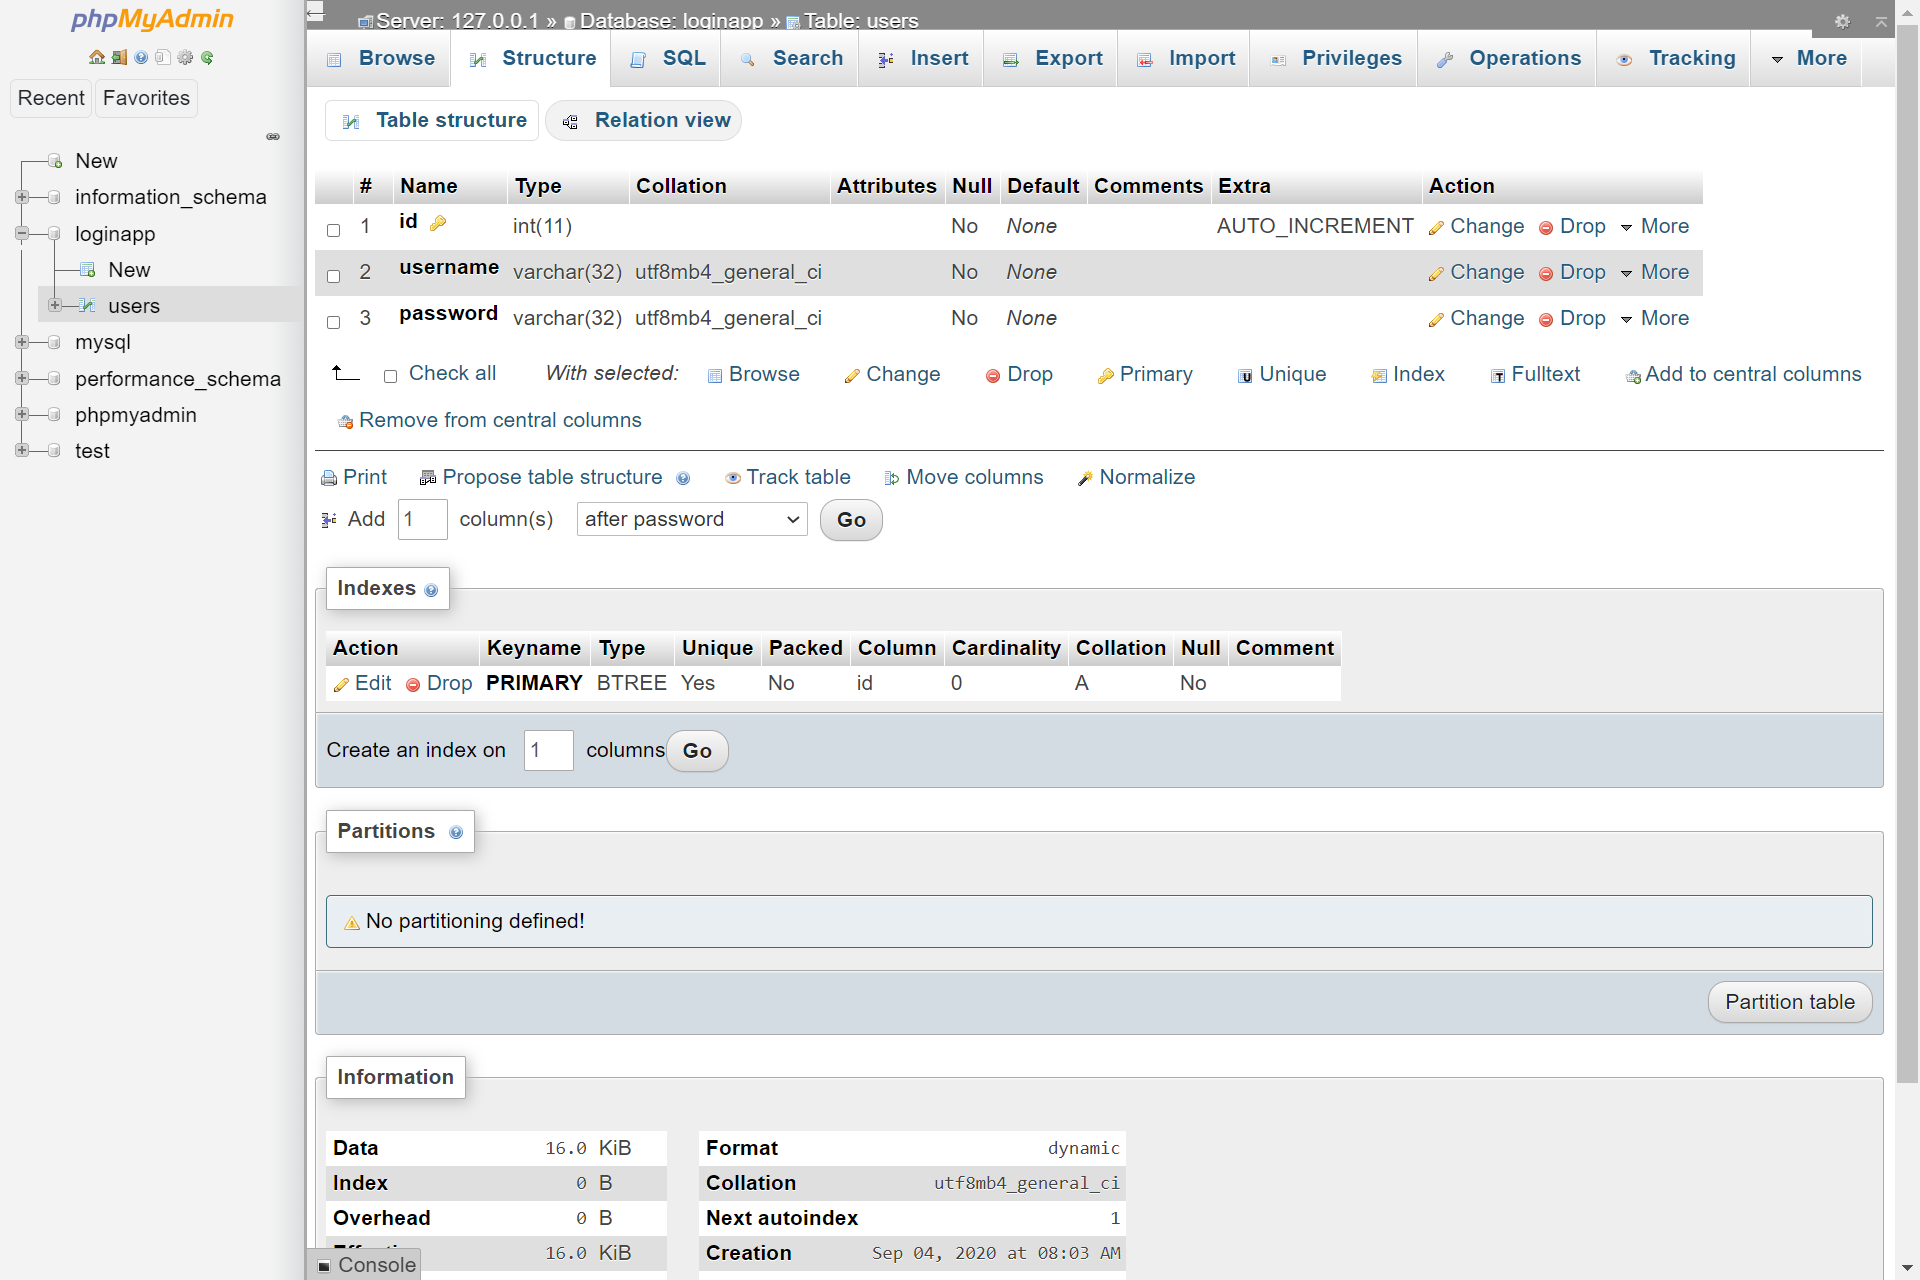 phpMyAdmin
Recent Favorites
New
information_schema
loginapp
New
users
mysql
performance_schema
phpmyadmin
test
Server: 127.0.0.1 » Database: loginapp » Table: users
Browse Structure SQL Search Insert Export Import Privileges Operations Tracking More
Table structure Relation view
# Name Type Collation Attributes Null Default Comments Extra Action
1 id int(11) No None AUTO_INCREMENT Change Drop More
2 username varchar(32) utf8mb4_general_ci No None Change Drop More
3 password varchar(32) utf8mb4_general_ci No None Change Drop More
Check all With selected: Browse Change Drop Primary Unique Index Fulltext Add to central columns
Remove from central columns
Print Propose table structure Track table Move columns Normalize
Add 1 column(s) after password Go
Indexes
Action Keyname Type Unique Packed Column Cardinality Collation Null Comment
Edit Drop PRIMARY BTREE Yes No id 0 A No
Create an index on 1 columns Go
Partitions
No partitioning defined!
Partition table
Information
Data 16.0 KiB
Index 0 B
Overhead 0 B
16.0 KiB
Format dynamic
Collation utf8mb4_general_ci
Next autoindex 1
Creation Sep 04, 2020 at 08:03 AM
Console